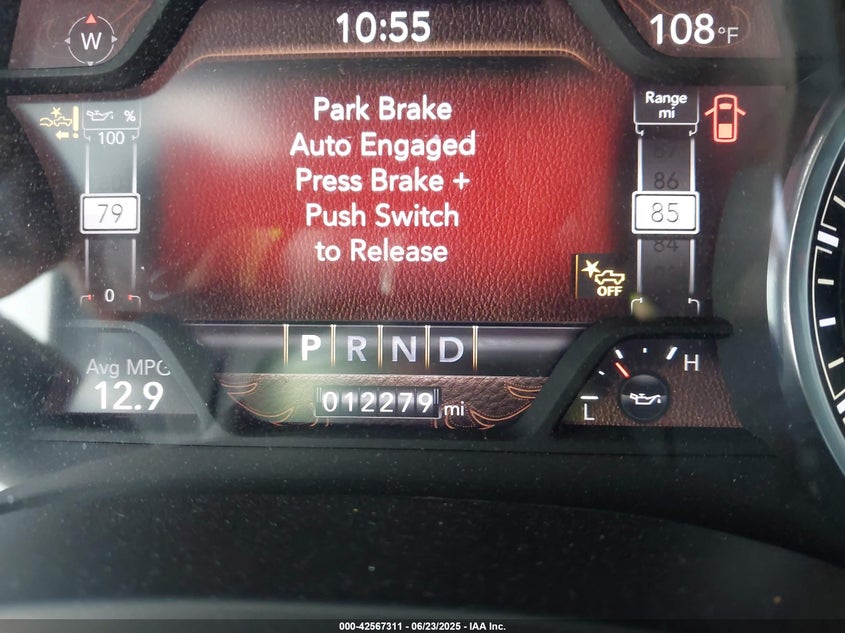 W
10:55
108°F
%
100
79
0
Park Brake
Auto Engaged
Press Brake +
Push Switch
to Release
Range
mi
86
85
84
OFF
P R N D
Avg MPG
12.9
012279 mi
L
H
000-42567311 - 06/23/2025 - IAA Inc.